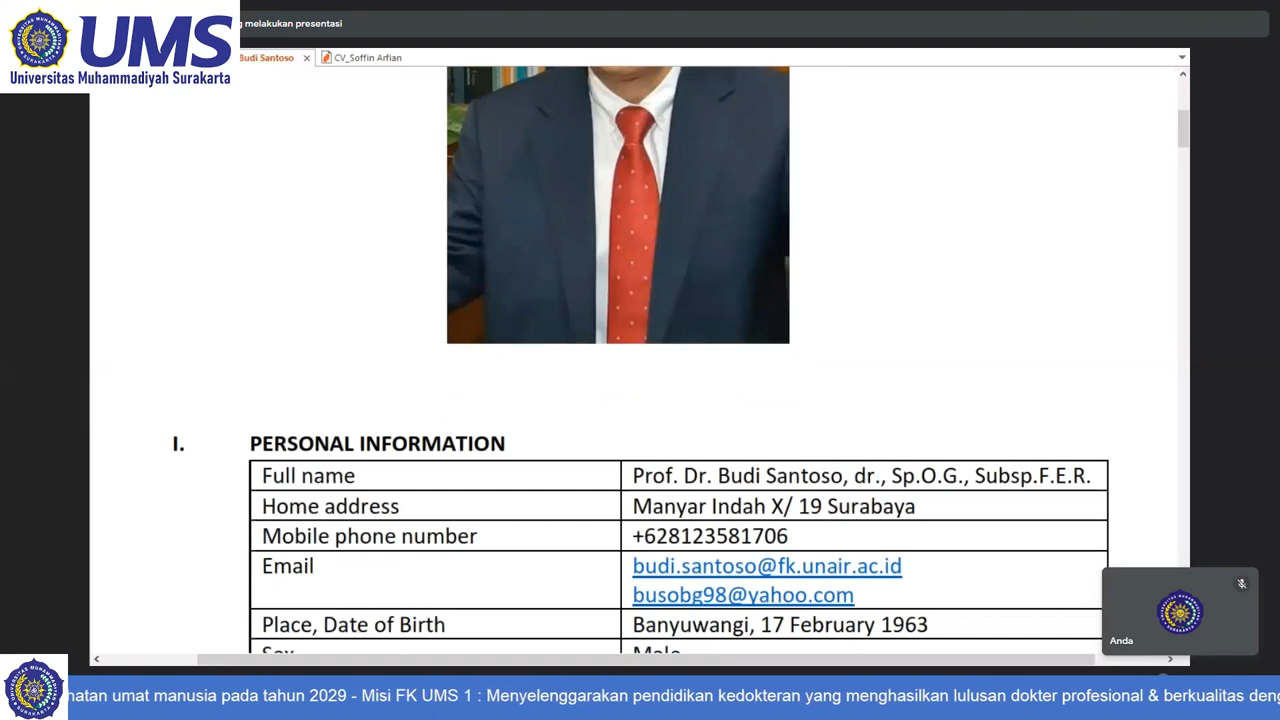 UMS
Universitas Muhammadiyah Surakarta
melakukan presentasi
Budi Santoso
CV_Soffin Arfian
I. PERSONAL INFORMATION
Full name Prof. Dr. Budi Santoso, dr., Sp.O.G., Subsp.F.E.R.
Home address Manyar Indah X/ 19 Surabaya
Mobile phone number +628123581706
Email budi.santoso@fk.unair.ac.id
busobg98@yahoo.com
Place, Date of Birth Banyuwangi, 17 February 1963
Sex Male
Anda
umat manusia pada tahun 2029 - Misi FK UMS 1 : Menyelenggarakan pendidikan kedokteran yang menghasilkan lulusan dokter profesional & berkualitas